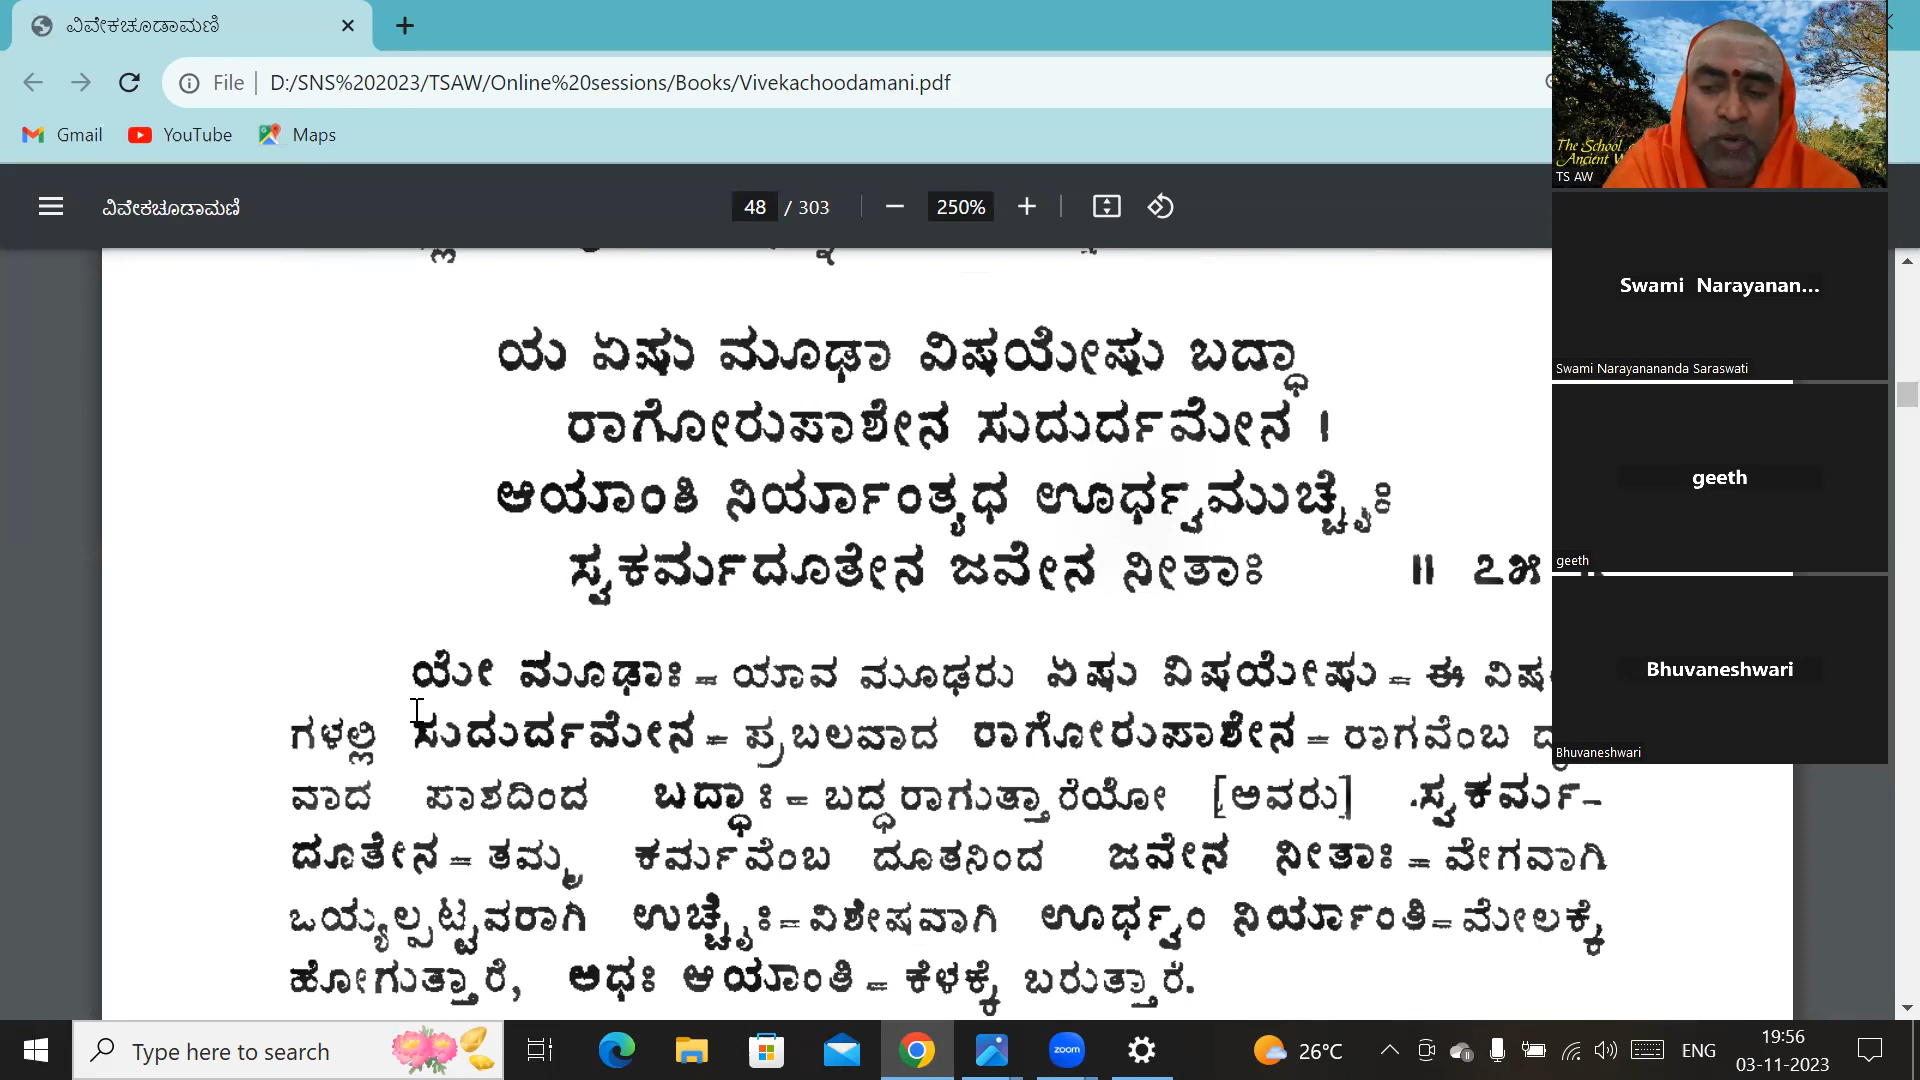 ವಿವೇಕಚೂಡಾಮಣಿ
File D:/SNS%202023/TSAW/Online%20sessions/Books/Vivekachoodamani.pdf
Gmail YouTube Maps
ವಿವೇಕಚೂಡಾಮಣಿ 48 / 303 250%
ಯ ಏಷು ಮೂಢಾ ವಿಷಯೇಷು ಬದ್ಧಾ
ರಾಗೋರುಪಾಶೇನ ಸುದುರ್ದಮೇನ ।
ಆಯಾಂತಿ ನಿರ್ಯಾಂತ್ಯಧ ಊರ್ಧ್ವಮುಚ್ಚೈಃ
ಸ್ವಕರ್ಮದೂತೇನ ಜವೇನ ನೀತಾಃ ॥ ೭೫
ಯೇ ಮೂಢಾಃ = ಯಾವ ಮೂಢರು ಏಷು ವಿಷಯೇಷು = ಈ ವಿಷ
ಗಳಲ್ಲಿ ಸುದುರ್ದಮೇನ = ಪ್ರಬಲವಾದ ರಾಗೋರುಪಾಶೇನ = ರಾಗವೆಂಬ
ವಾದ ಪಾಶದಿಂದ ಬದ್ಧಾಃ = ಬದ್ಧರಾಗುತ್ತಾರೆಯೋ [ಅವರು] ಸ್ವಕರ್ಮ-
ದೂತೇನ = ತಮ್ಮ ಕರ್ಮವೆಂಬ ದೂತನಿಂದ ಜವೇನ ನೀತಾಃ = ವೇಗವಾಗಿ
ಒಯ್ಯಲ್ಪಟ್ಟವರಾಗಿ ಉಚ್ಚೈಃ = ವಿಶೇಷವಾಗಿ ಊರ್ಧ್ವಂ ನಿರ್ಯಾಂತಿ = ಮೇಲಕ್ಕೆ
ಹೋಗುತ್ತಾರೆ, ಅಧಃ ಆಯಾಂತಿ = ಕೆಳಕ್ಕೆ ಬರುತ್ತಾರೆ.
The School
Ancient
TS AW
Swami Narayanan...
Swami Narayanananda Saraswati
geeth
geeth
Bhuvaneshwari
Bhuvaneshwari
Type here to search
zoom
26°C
ENG
19:56
03-11-2023